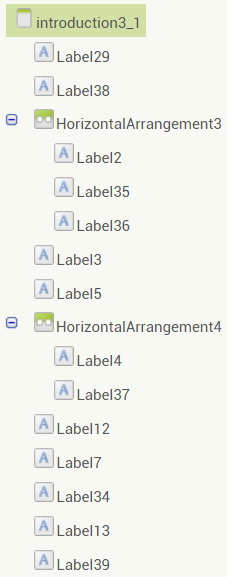 introduction3_1
A Label29
A Label38
HorizontalArrangement3
A Label2
A Label35
A Label36
A Label3
A Label5
HorizontalArrangement4
A Label4
A Label37
A Label12
A Label7
A Label34
A Label13
A Label39